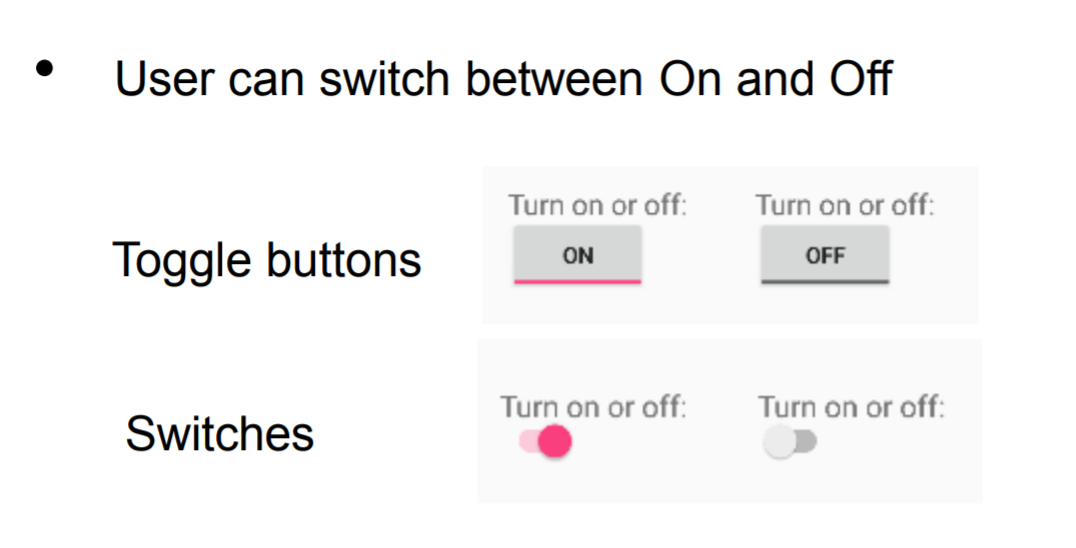 • User can switch between On and Off
Turn on or off: Turn on or off:
Toggle buttons ON OFF
Turn on or off: Turn on or off:
Switches